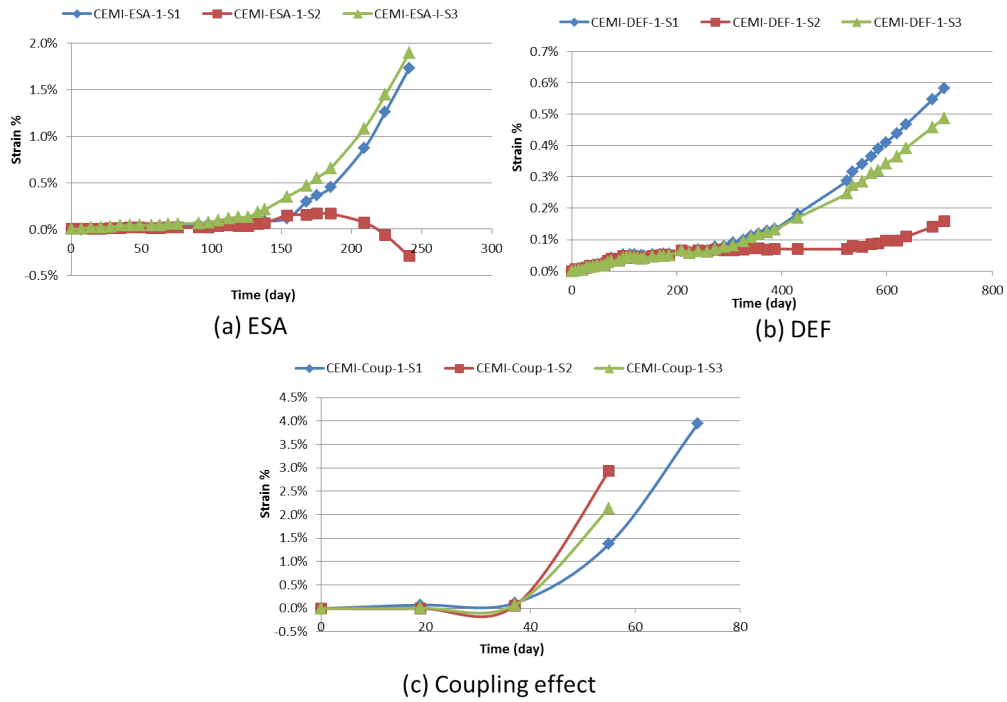 CEMI-ESA-1-S1 CEMI-ESA-1-S2 CEMI-ESA-I-S3
2.0%
1.5%
1.0%
0.5%
0.0%
-0.5%
Strain %
0 50 100 150 200 250 300
Time (day)
(a) ESA
CEMI-DEF-1-S1 CEMI-DEF-1-S2 CEMI-DEF-1-S3
0.7%
0.6%
0.5%
0.4%
0.3%
0.2%
0.1%
0.0%
Strain %
0 200 400 600 800
Time (day)
(b) DEF
CEMI-Coup-1-S1 CEMI-Coup-1-S2 CEMI-Coup-1-S3
4.5%
4.0%
3.5%
3.0%
2.5%
2.0%
1.5%
1.0%
0.5%
0.0%
-0.5%
Strain %
0 20 40 60 80
Time (day)
(c) Coupling effect